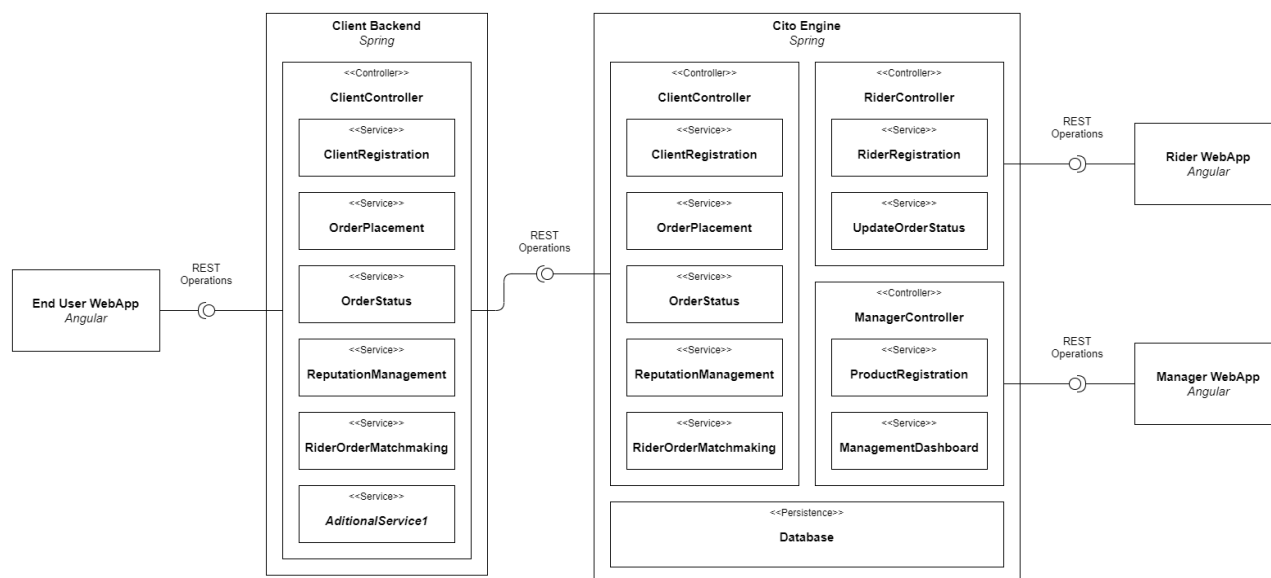 Client Backend
Spring
<<Controller>>
ClientController
<<Service>>
ClientRegistration
<<Service>>
OrderPlacement
<<Service>>
OrderStatus
<<Service>>
ReputationManagement
<<Service>>
RiderOrderMatchmaking
<<Service>>
AditionalService1
End User WebApp
Angular
REST
Operations
REST
Operations
Cito Engine
Spring
<<Controller>>
ClientController
<<Service>>
ClientRegistration
<<Service>>
OrderPlacement
<<Service>>
OrderStatus
<<Service>>
ReputationManagement
<<Service>>
RiderOrderMatchmaking
<<Controller>>
RiderController
<<Service>>
RiderRegistration
<<Service>>
UpdateOrderStatus
<<Controller>>
ManagerController
<<Service>>
ProductRegistration
<<Service>>
ManagementDashboard
<<Persistence>>
Database
REST
Operations
Rider WebApp
Angular
REST
Operations
Manager WebApp
Angular